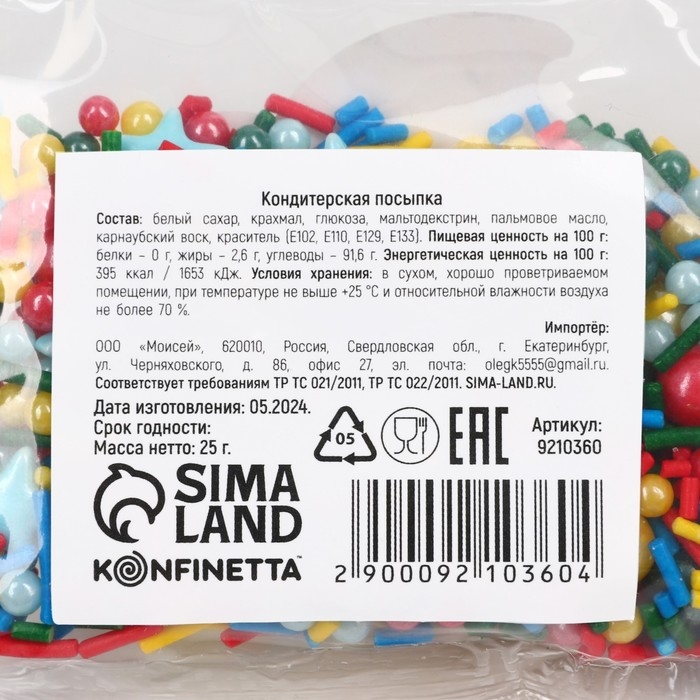 Кондитерская посыпка
Состав: белый сахар, крахмал, глюкоза, мальтодекстрин, пальмовое масло,
карнаубский воск, краситель (Е102, Е110, Е129, Е133). Пищевая ценность на 100 г:
белки – 0 г, жиры – 2,6 г, углеводы – 91,6 г. Энергетическая ценность на 100 г:
395 ккал / 1653 кДж. Условия хранения: в сухом, хорошо проветриваемом
помещении, при температуре не выше +25 °С и относительной влажности воздуха
не более 70 %.
Импортёр:
ООО «Моисей», 620010, Россия, Свердловская обл., г. Екатеринбург,
ул. Черняховского, д. 86, офис 27, эл. почта: olegk5555@gmail.ru.
Соответствует требованиям ТР ТС 021/2011, ТР ТС 022/2011. SIMA-LAND.RU.
Дата изготовления: 05.2024.
Срок годности:
Масса нетто: 25 г.
05
EAC
Артикул:
9210360
SIMA
LAND
KONFINETTA™
2 900092 103604